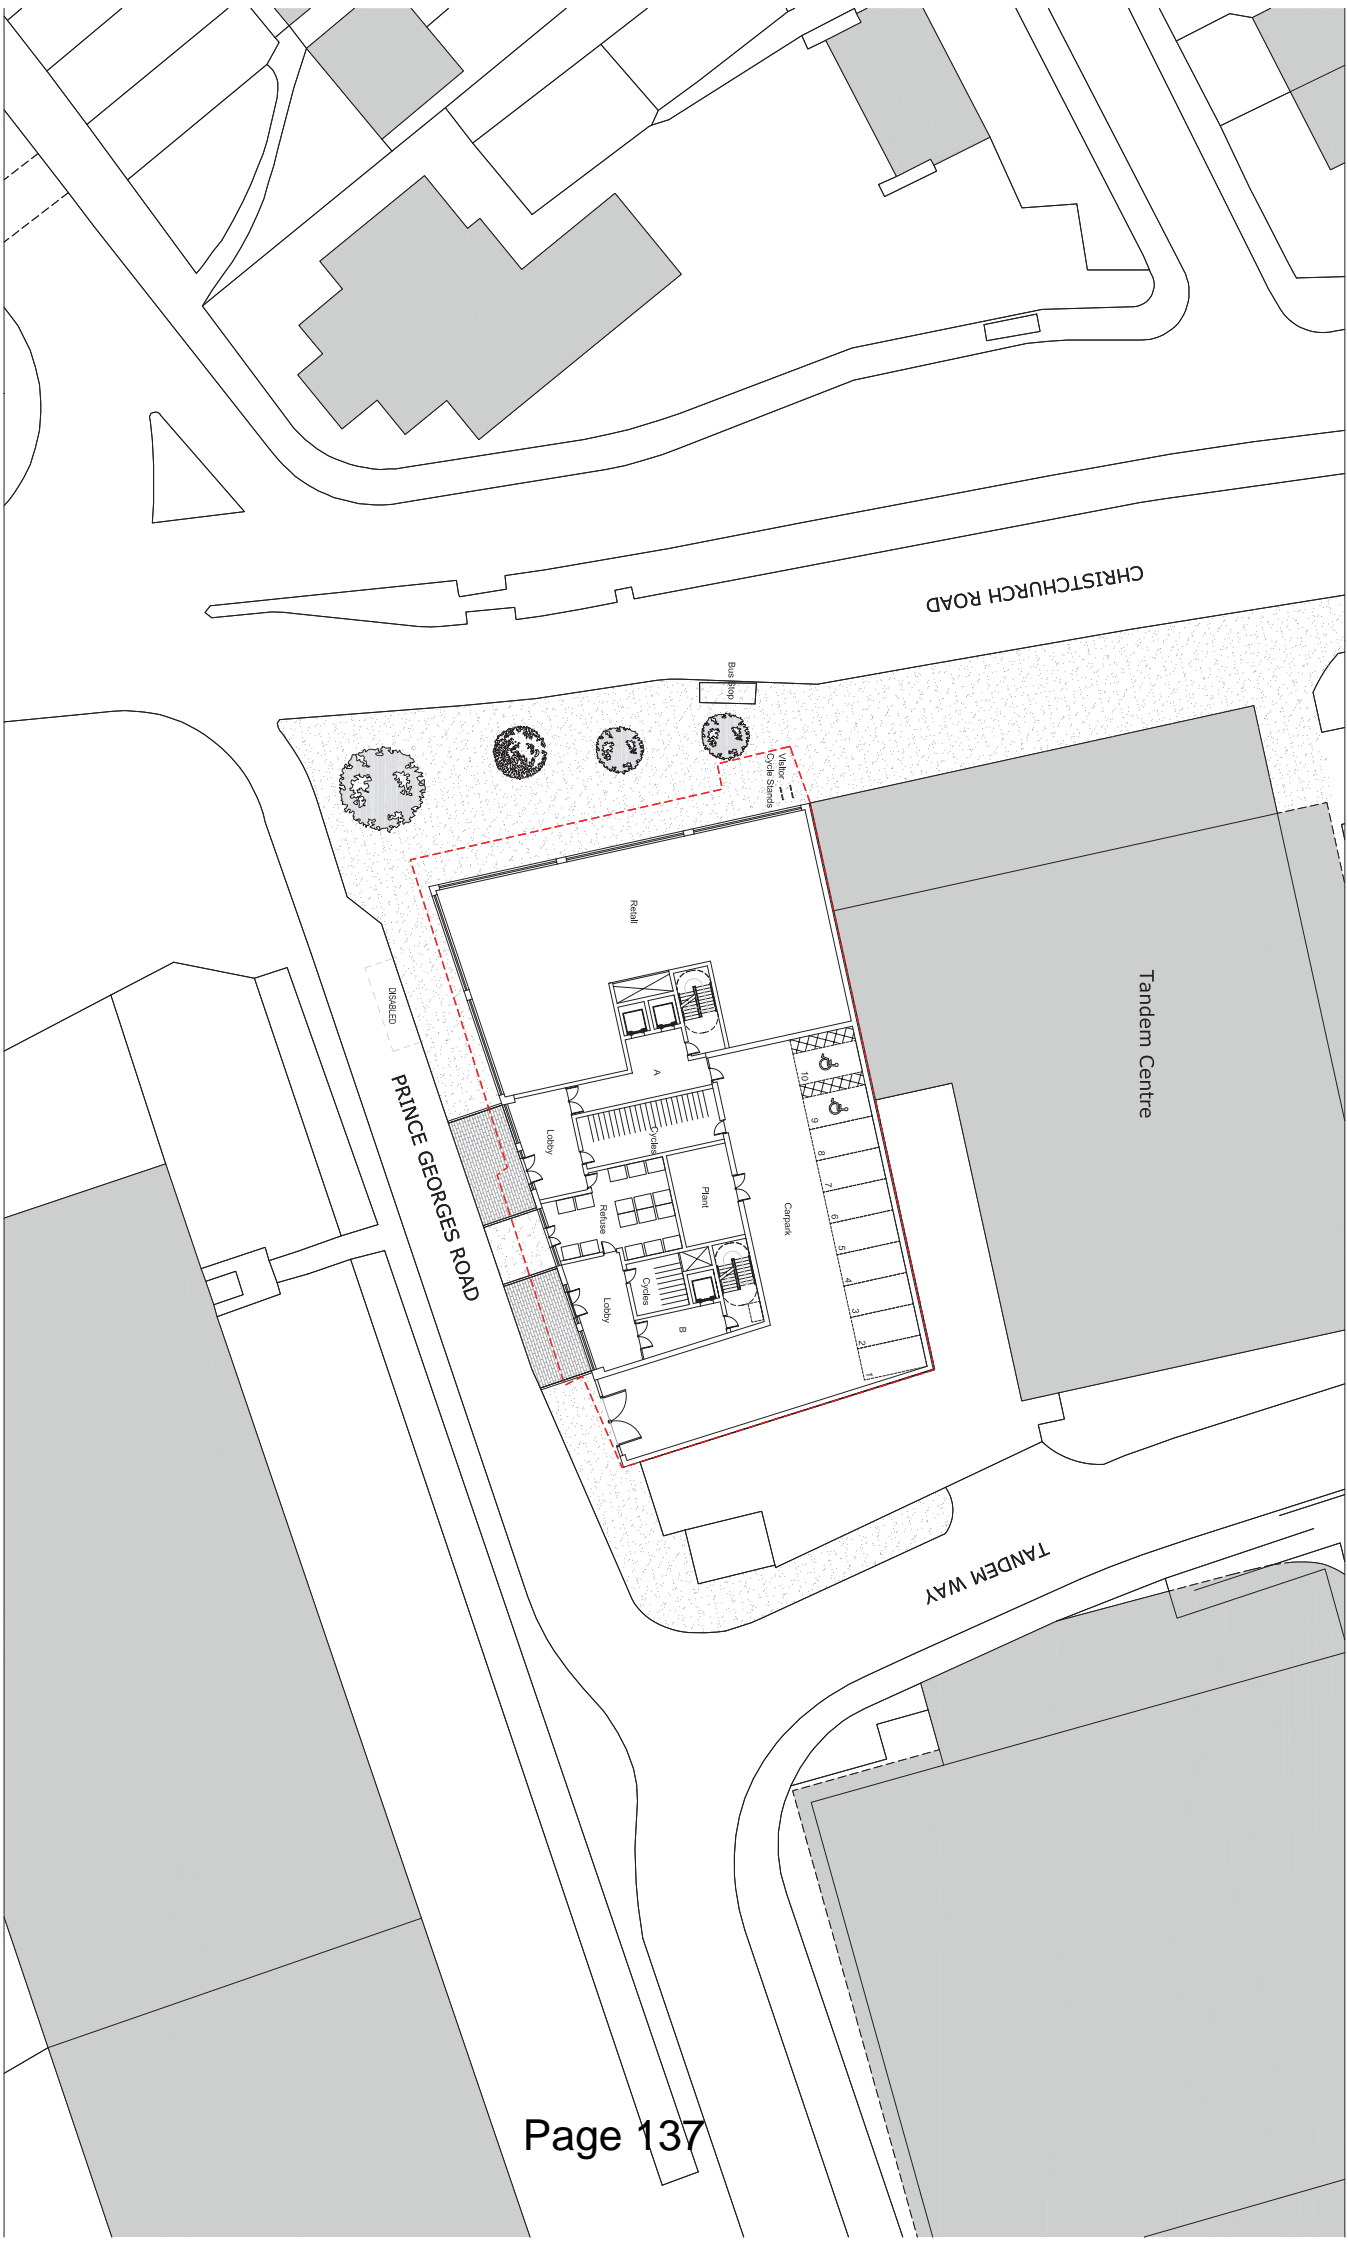 CHRISTCHURCH ROAD
Bus Stop
Visitor
Cycle Stands
Retail
Tandem Centre
DISABLED
PRINCE GEORGES ROAD
A
Lobby
Cycles
Plant
Refuse
Carpark
10
9
8
7
6
5
4
3
2
1
Cycles
Lobby
B
TANDEM WAY
Page 137